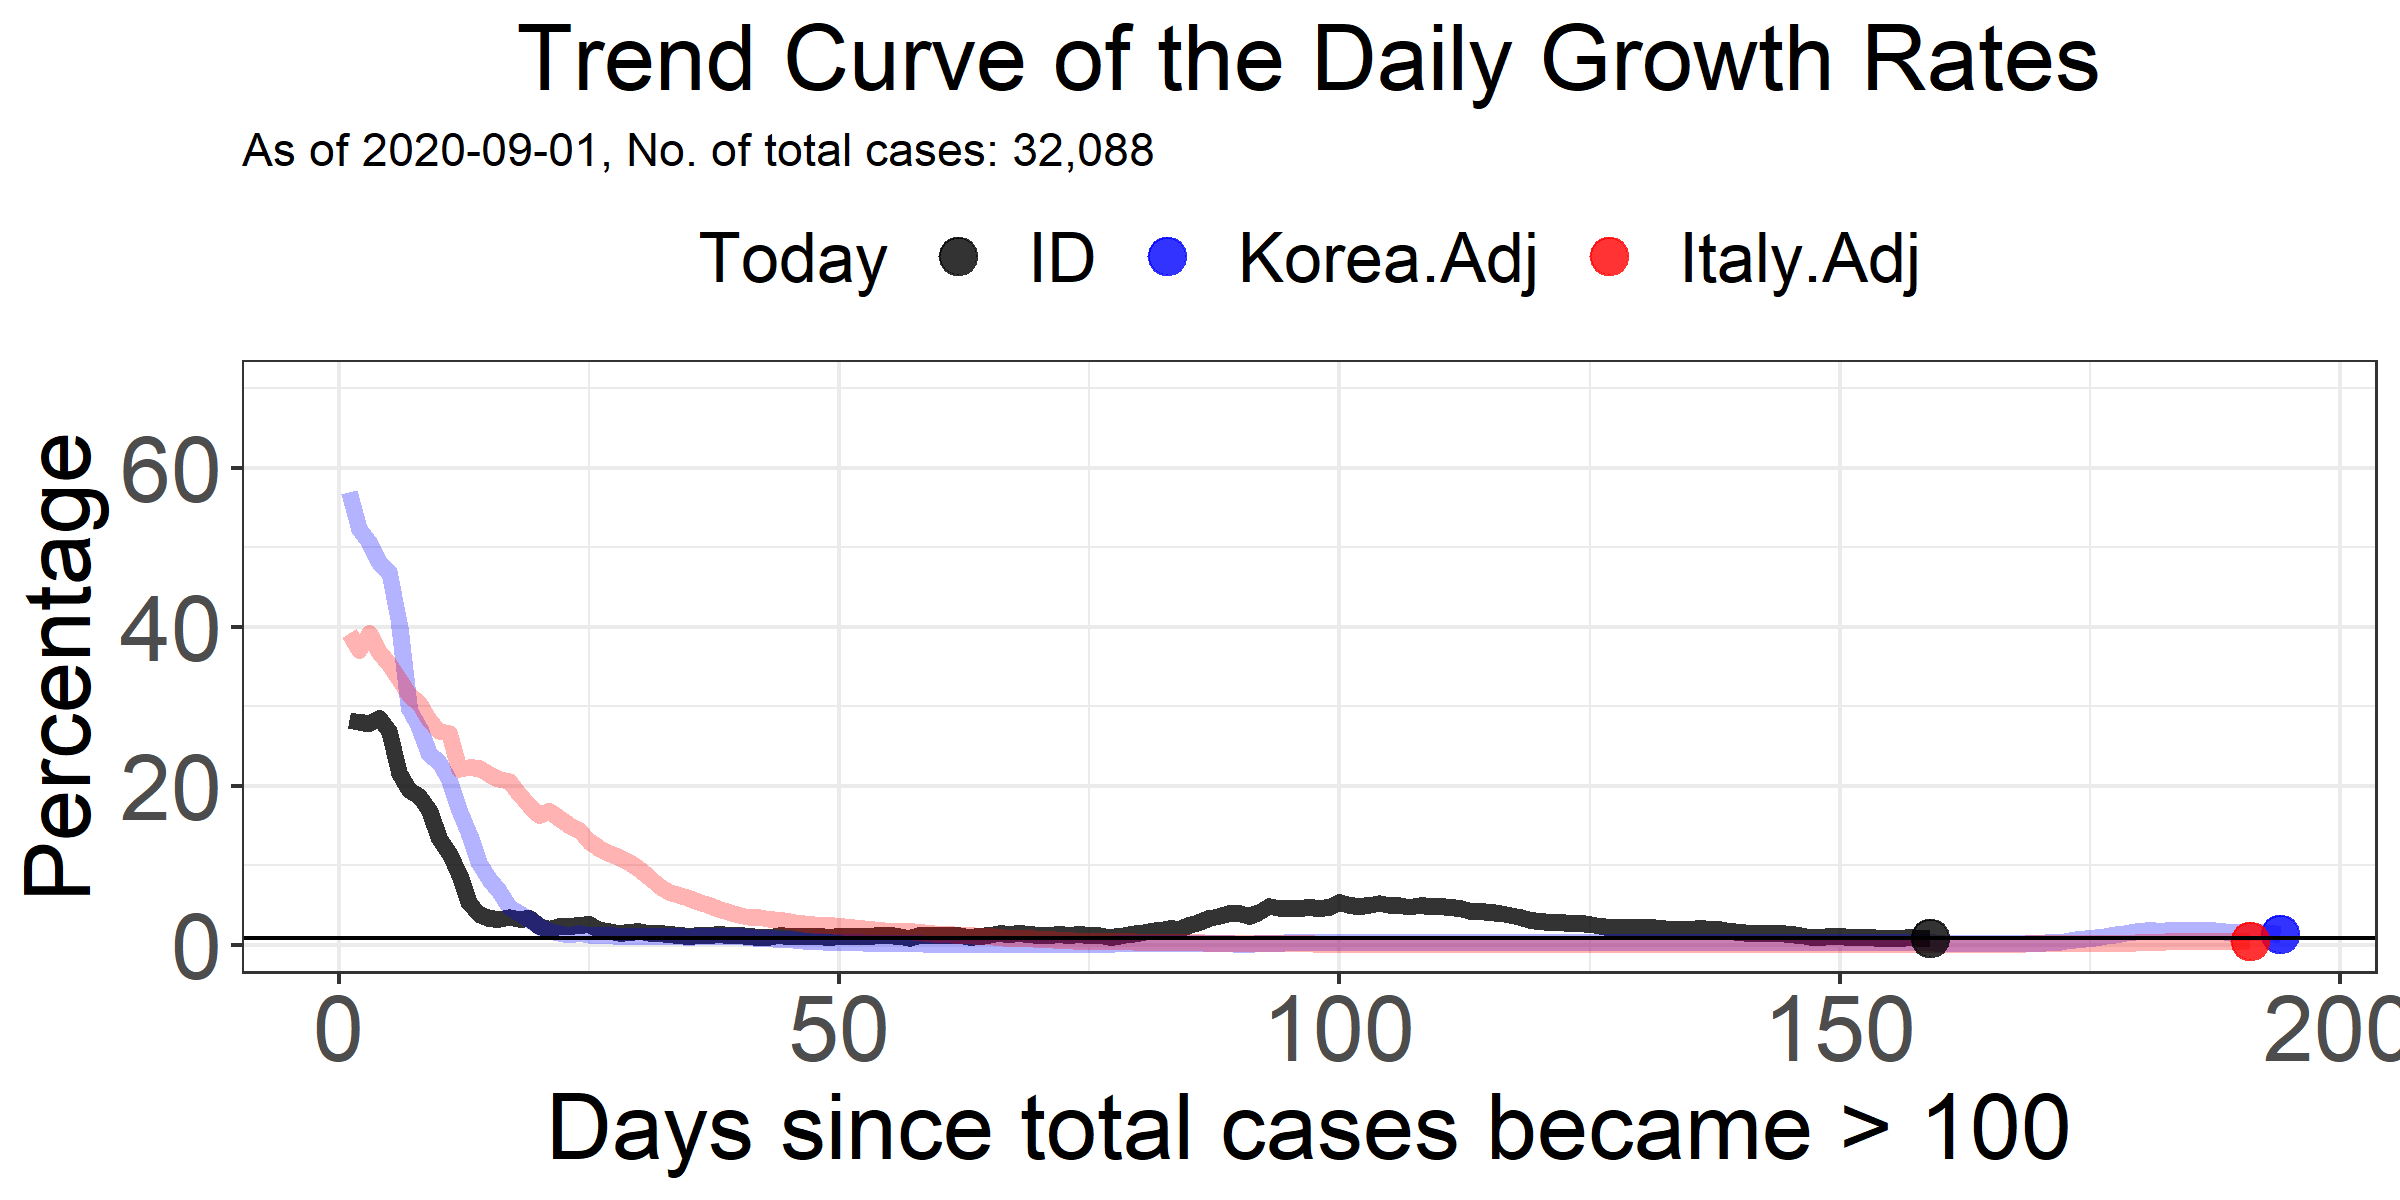 Trend Curve of the Daily Growth Rates
As of 2020-09-01, No. of total cases: 32,088
Today ID Korea.Adj Italy.Adj
Percentage
60
40
20
0
0 50 100 150 200
Days since total cases became > 100